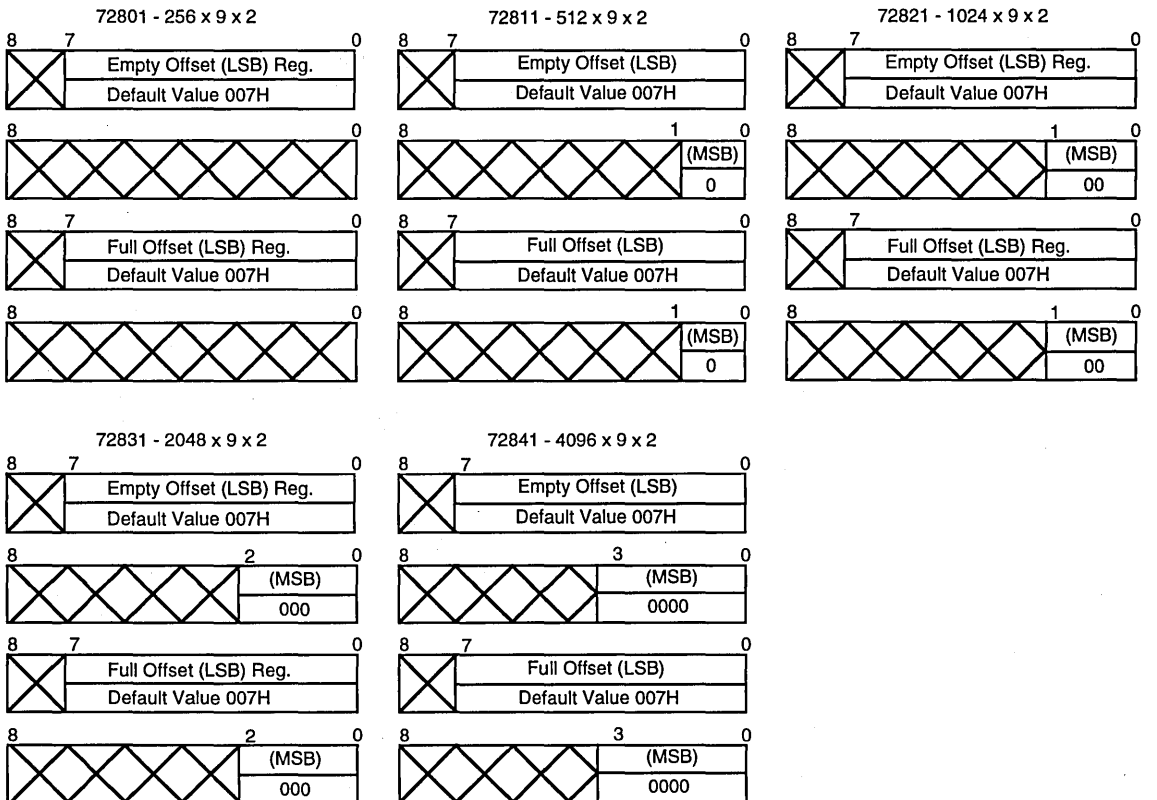 72801 - 256 x 9 x 2
8 7 0
Empty Offset (LSB) Reg.
Default Value 007H
8 0
8 7 0
Full Offset (LSB) Reg.
Default Value 007H
8 0
72811 - 512 x 9 x 2
8 7 0
Empty Offset (LSB)
Default Value 007H
8 1 0
(MSB)
0
8 7 0
Full Offset (LSB)
Default Value 007H
8 1 0
(MSB)
0
72821 - 1024 x 9 x 2
8 7 0
Empty Offset (LSB) Reg.
Default Value 007H
8 1 0
(MSB)
00
8 7 0
Full Offset (LSB) Reg.
Default Value 007H
8 1 0
(MSB)
00
72831 - 2048 x 9 x 2
8 7 0
Empty Offset (LSB) Reg.
Default Value 007H
8 2 0
(MSB)
000
8 7 0
Full Offset (LSB) Reg.
Default Value 007H
8 2 0
(MSB)
000
72841 - 4096 x 9 x 2
8 7 0
Empty Offset (LSB)
Default Value 007H
8 3 0
(MSB)
0000
8 7 0
Full Offset (LSB)
Default Value 007H
8 3 0
(MSB)
0000